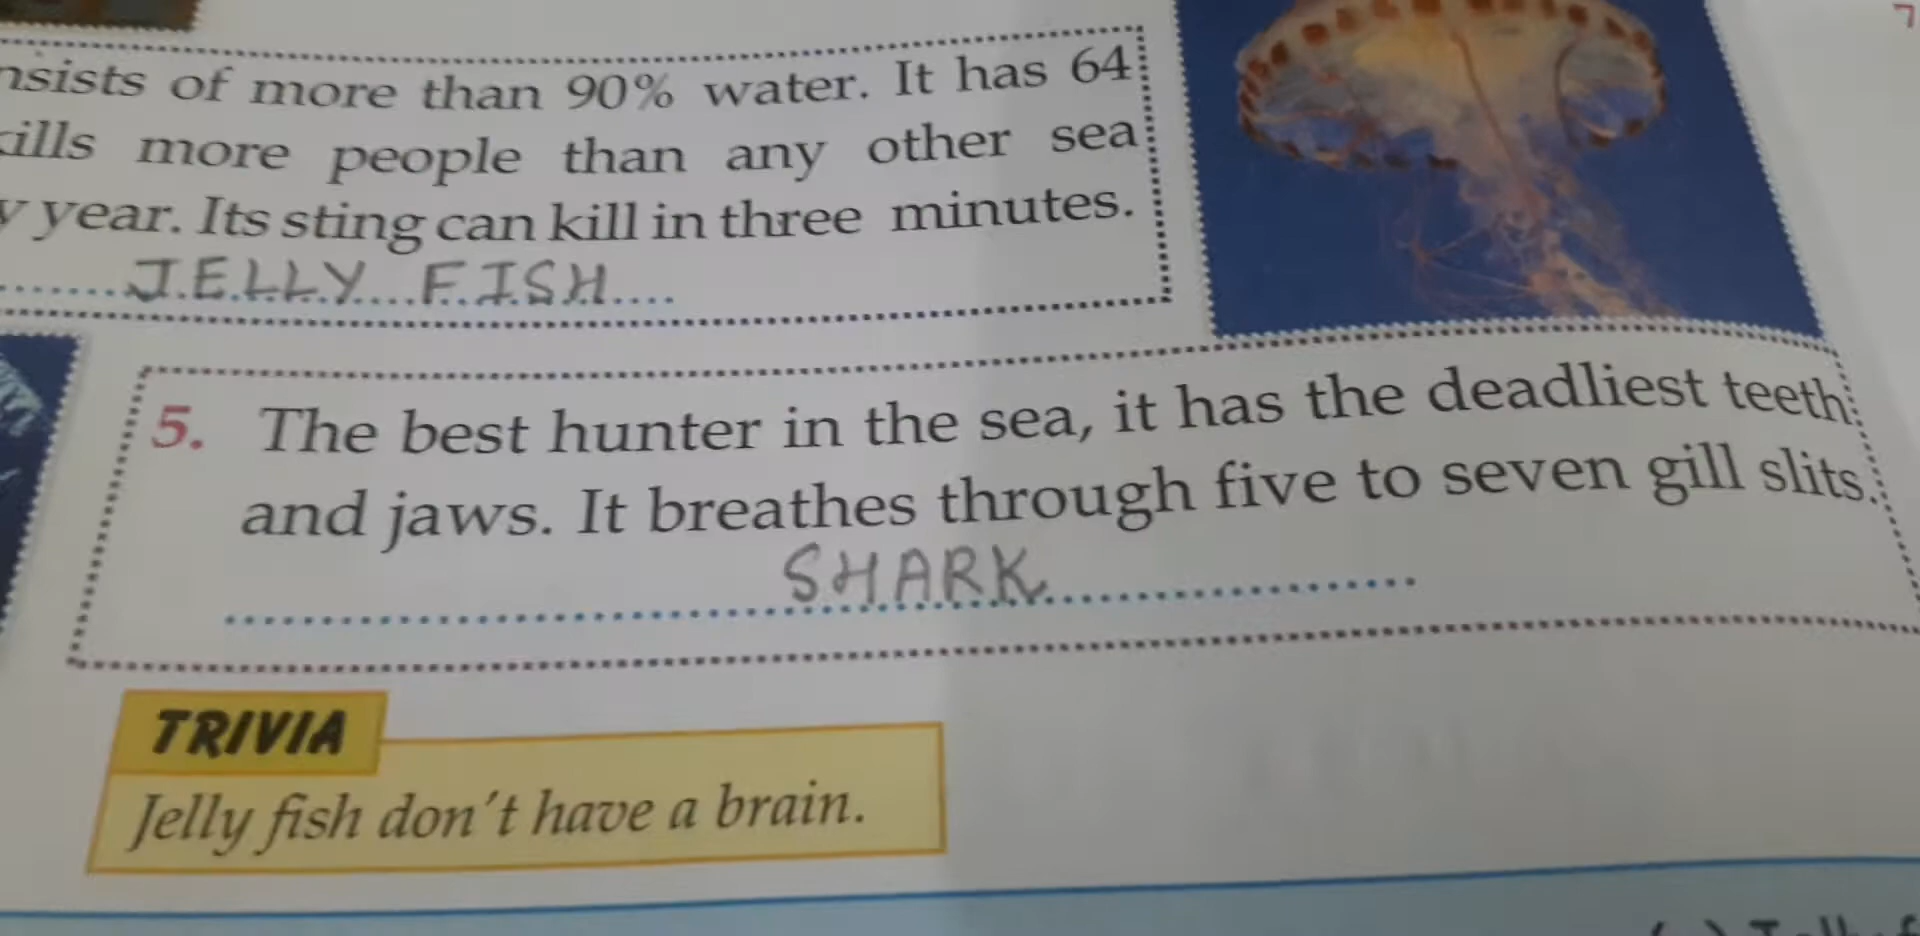 of more than 90% water. It has 64
more people than any other sea
year. Its sting can kill in three minutes.
JELLY FISH
5. The best hunter in the sea, it has the deadliest teeth
and jaws. It breathes through five to seven gill slits.
SHARK
TRIVIA
Jelly fish don't have a brain.